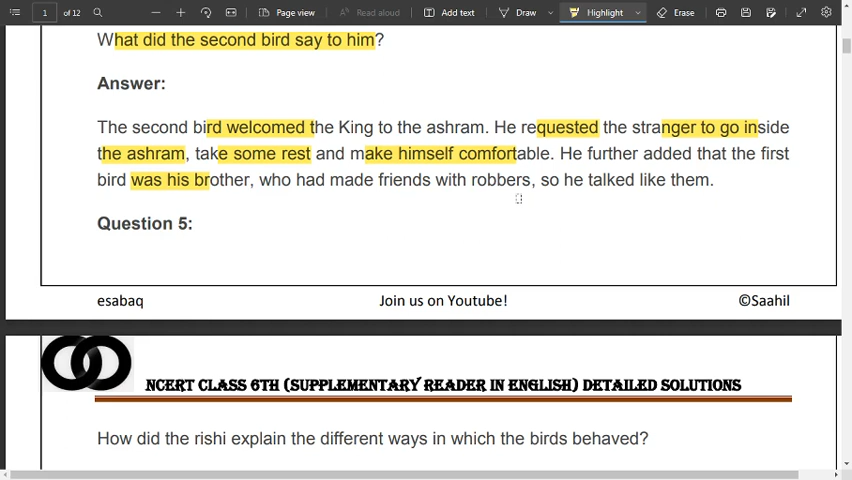 1 of 12 Page view Read aloud Add text Draw Highlight Erase
What did the second bird say to him?
Answer:
The second bird welcomed the King to the ashram. He requested the stranger to go inside
the ashram, take some rest and make himself comfortable. He further added that the first
bird was his brother, who had made friends with robbers, so he talked like them.
Question 5:
esabaq Join us on Youtube! ©Saahil
NCERT CLASS 6TH (SUPPLEMENTARY READER IN ENGLISH) DETAILED SOLUTIONS
How did the rishi explain the different ways in which the birds behaved?